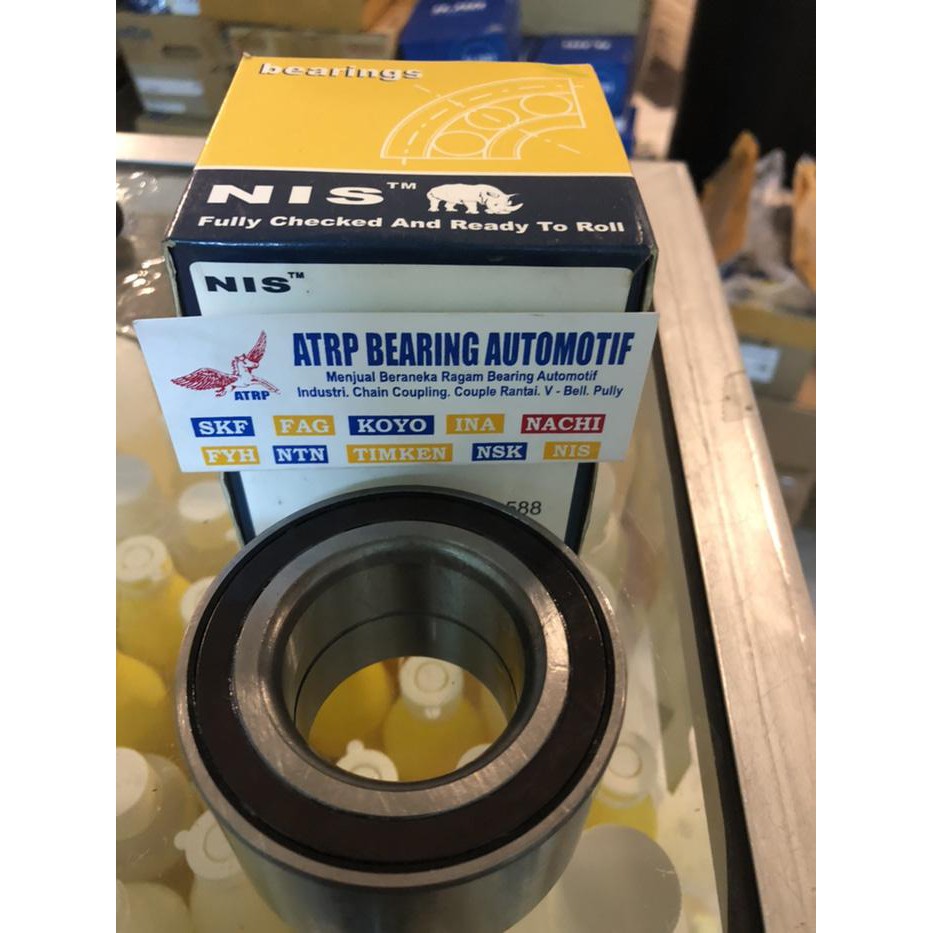 bearings
NIS™
Fully Checked And Ready To Roll
NIS™
ATRP BEARING AUTOMOTIF
Menjual Beraneka Ragam Bearing Automotif
Industri. Chain Coupling. Couple Rantai. V - Bell. Pully
ATRP
SKF FAG KOYO INA NACHI
FYH NTN TIMKEN NSK NIS
588